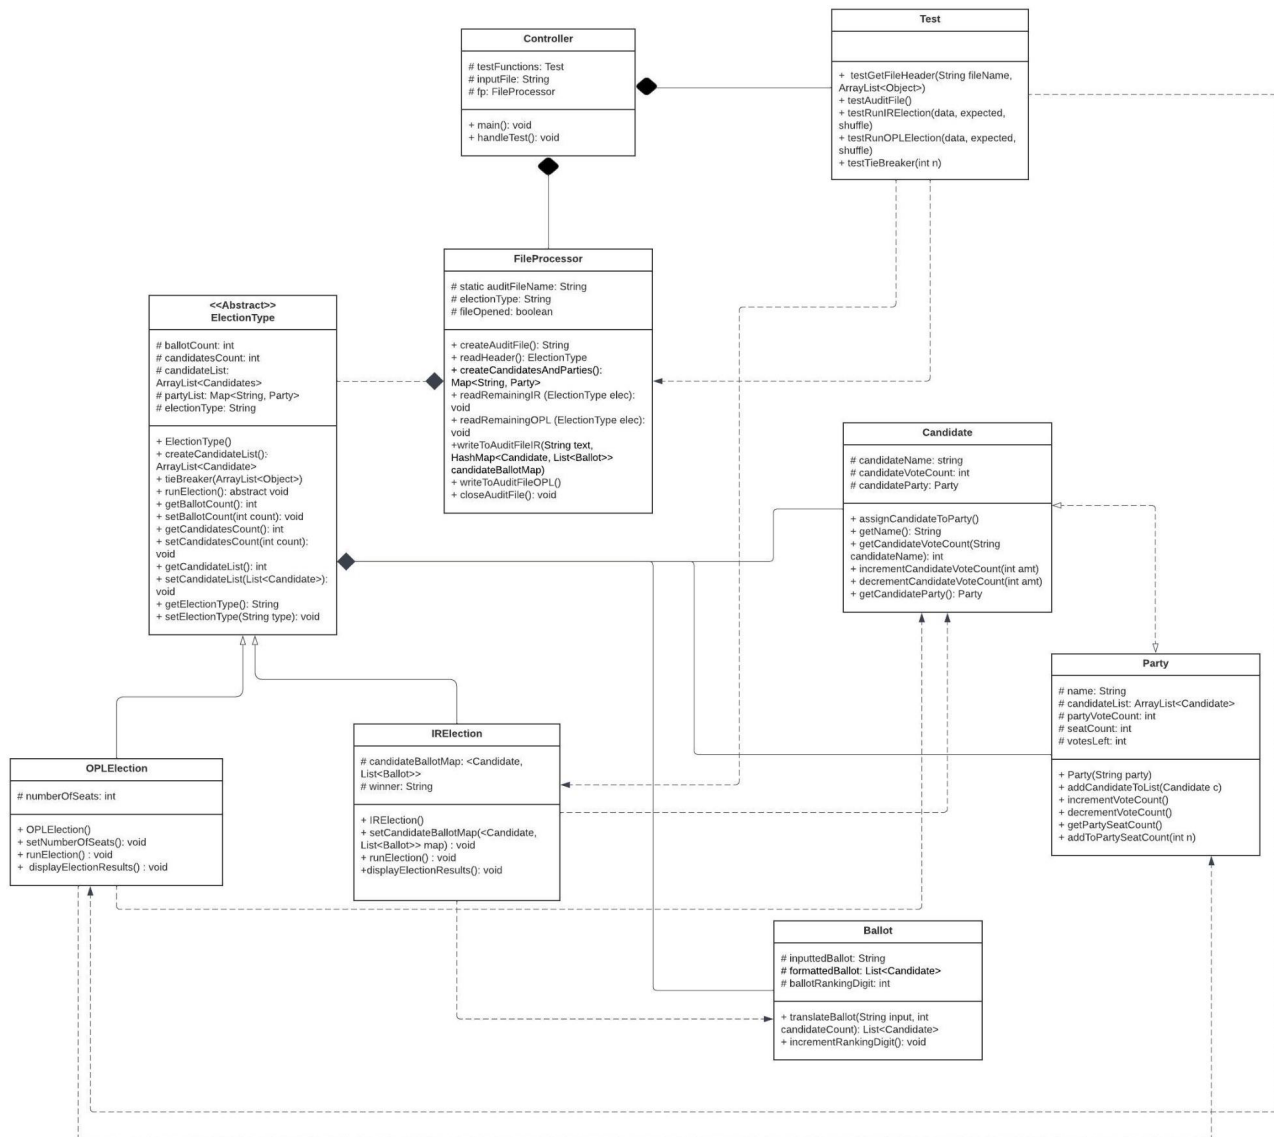 Controller
# testFunctions: Test
# inputFile: String
# fp: FileProcessor
+ main(): void
+ handleTest(): void
Test
+  testGetFileHeader(String fileName,
ArrayList<Object>)
+ testAuditFile()
+ testRunIRElection(data, expected,
shuffle)
+ testRunOPLElection(data, expected,
shuffle)
+ testTieBreaker(int n)
FileProcessor
# static auditFileName: String
# electionType: String
# fileOpened: boolean
+ createAuditFile(): String
+ readHeader(): ElectionType
+ createCandidatesAndParties():
Map<String, Party>
+ readRemainingIR (ElectionType elec):
void
+ readRemainingOPL (ElectionType elec):
void
+writeToAuditFileIR(String text,
HashMap<Candidate, List<Ballot>>
candidateBallotMap)
+ writeToAuditFileOPL()
+ closeAuditFile(): void
<<Abstract>>
ElectionType
# ballotCount: int
# candidatesCount: int
# candidateList:
ArrayList<Candidates>
# partyList: Map<String, Party>
# electionType: String
+ ElectionType()
+ createCandidateList():
ArrayList<Candidate>
+ tieBreaker(ArrayList<Object>)
+ runElection(): abstract void
+ getBallotCount(): int
+ setBallotCount(int count): void
+ getCandidatesCount(): int
+ setCandidatesCount(int count):
void
+ getCandidateList(): int
+ setCandidateList(List<Candidate>):
void
+ getElectionType(): String
+ setElectionType(String type): void
Candidate
# candidateName: string
# candidateVoteCount: int
# candidateParty: Party
+ assignCandidateToParty()
+ getName(): String
+ getCandidateVoteCount(String
candidateName): int
+ incrementCandidateVoteCount(int amt)
+ decrementCandidateVoteCount(int amt)
+ getCandidateParty(): Party
Party
# name: String
# candidateList: ArrayList<Candidate>
# partyVoteCount: int
# seatCount: int
# votesLeft: int
+ Party(String party)
+ addCandidateToList(Candidate c)
+ incrementVoteCount()
+ decrementVoteCount()
+ getPartySeatCount()
+ addToPartySeatCount(int n)
IRElection
# candidateBallotMap: <Candidate,
List<Ballot>>
# winner: String
+ IRElection()
+ setCandidateBallotMap(<Candidate,
List<Ballot>> map) : void
+ runElection() : void
+displayElectionResults(): void
OPLElection
# numberOfSeats: int
+ OPLElection()
+ setNumberOfSeats(): void
+ runElection() : void
+  displayElectionResults() : void
Ballot
# inputtedBallot: String
# formattedBallot: List<Candidate>
# ballotRankingDigit: int
+ translateBallot(String input, int
candidateCount): List<Candidate>
+ incrementRankingDigit(): void